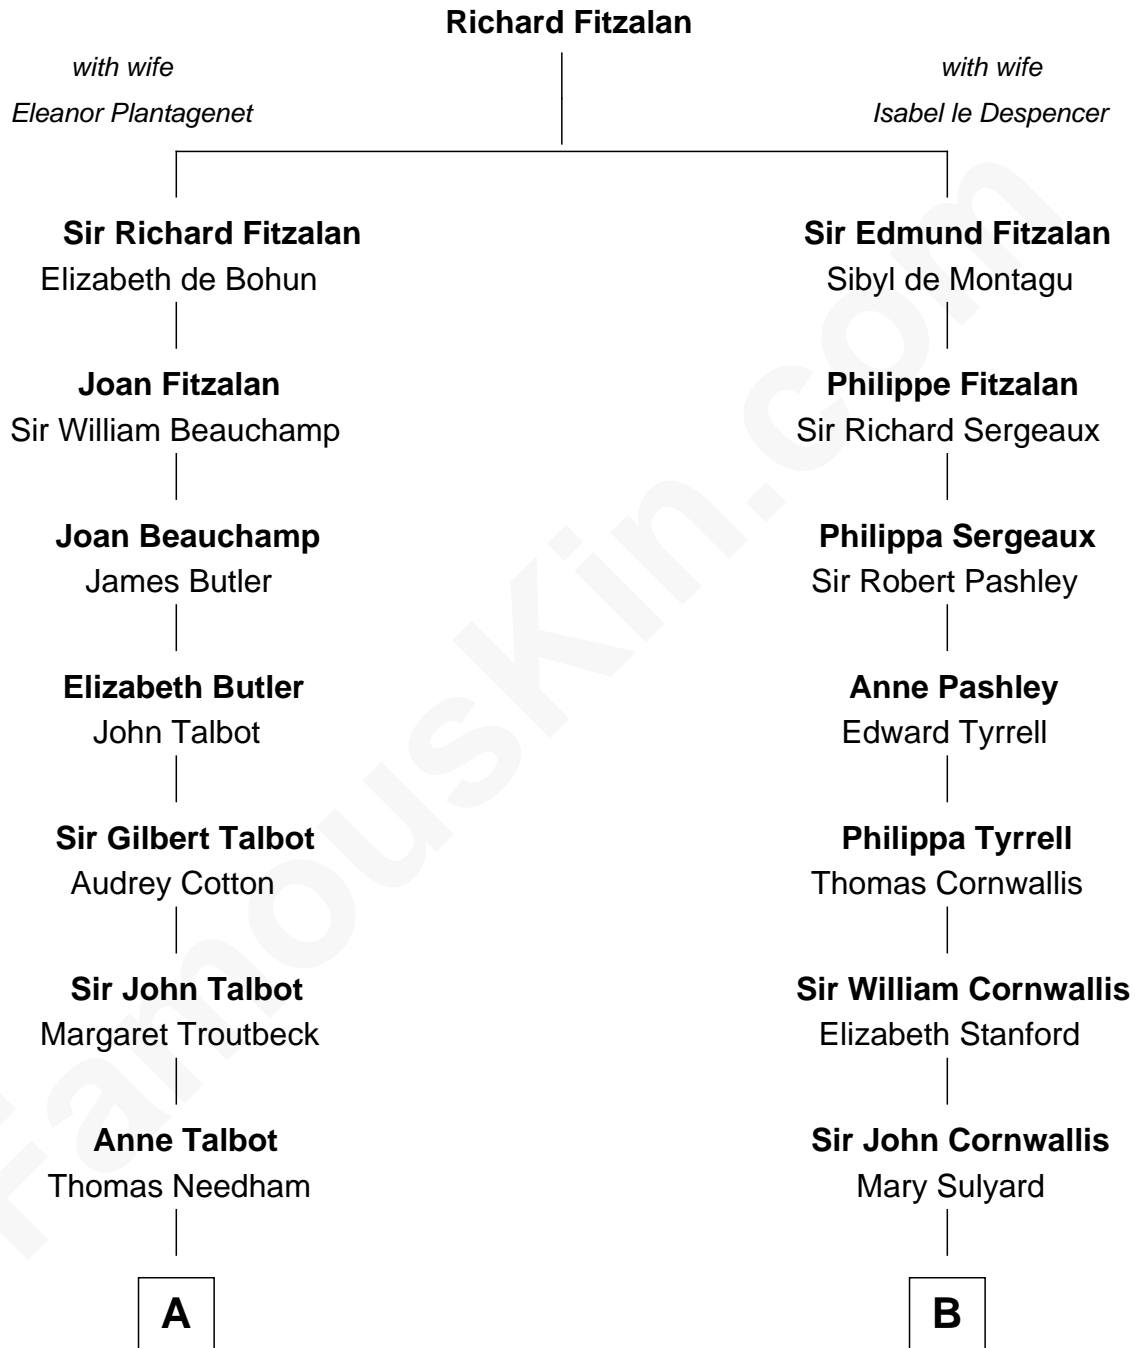 Richard Fitzalan
with wife
Eleanor Plantagenet
with wife
Isabel le Despencer
Sir Richard Fitzalan
Elizabeth de Bohun
Sir Edmund Fitzalan
Sibyl de Montagu
Joan Fitzalan
Sir William Beauchamp
Philippe Fitzalan
Sir Richard Sergeaux
Joan Beauchamp
James Butler
Philippa Sergeaux
Sir Robert Pashley
Elizabeth Butler
John Talbot
Anne Pashley
Edward Tyrrell
Sir Gilbert Talbot
Audrey Cotton
Philippa Tyrrell
Thomas Cornwallis
Sir John Talbot
Margaret Troutbeck
Sir William Cornwallis
Elizabeth Stanford
Anne Talbot
Thomas Needham
Sir John Cornwallis
Mary Sulyard
A
B
FamousKin.com